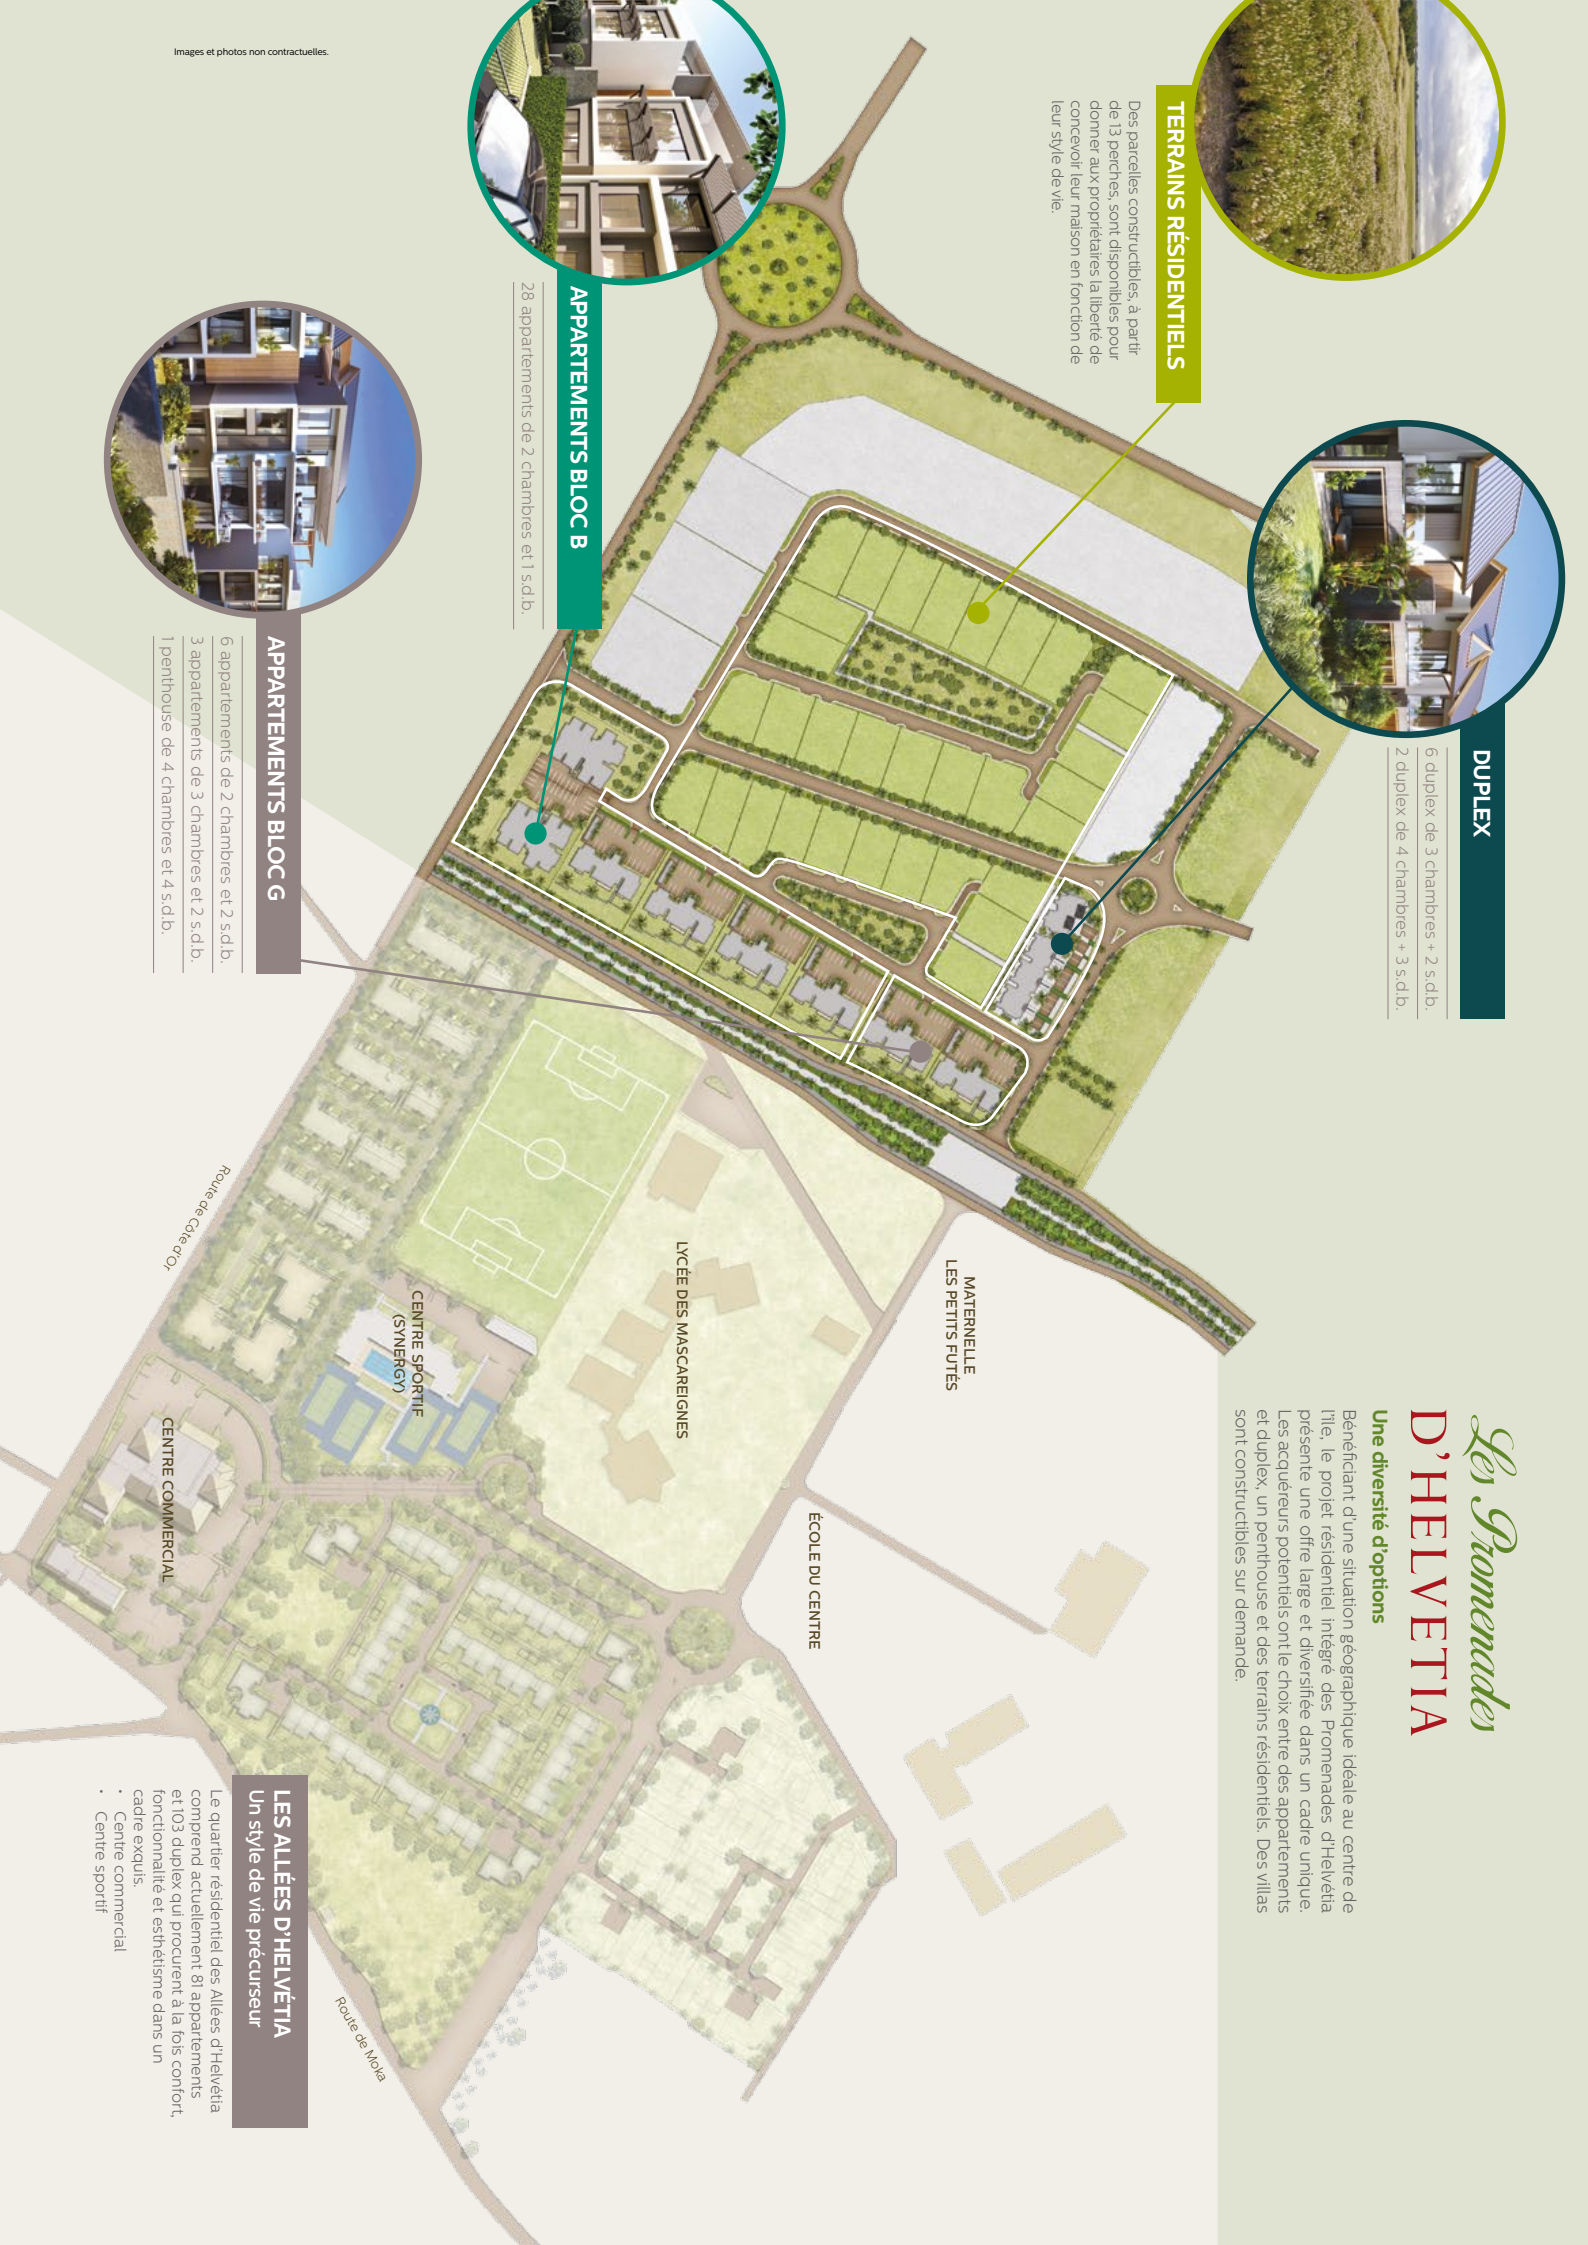 Les Promenades
D'HELVETIA
Une diversité d'options
Bénéficiant d'une situation géographique idéale au centre de
l'île, le projet résidentiel intégré des Promenades d'Helvétia
présente une offre large et diversifiée dans un cadre unique.
Les acquéreurs potentiels ont le choix entre des appartements
et duplex, un penthouse et des terrains résidentiels. Des villas
sont constructibles sur demande.
DUPLEX
6 duplex de 3 chambres + 2 s.d.b.
2 duplex de 4 chambres + 3 s.d.b.
TERRAINS RÉSIDENTIELS
Des parcelles constructibles, à partir
de 13 perches, sont disponibles pour
donner aux propriétaires la liberté de
concevoir leur maison en fonction de
leur style de vie.
APPARTEMENTS BLOC B
28 appartements de 2 chambres et 1 s.d.b.
APPARTEMENTS BLOC G
6 appartements de 2 chambres et 2 s.d.b.
3 appartements de 3 chambres et 2 s.d.b.
1 penthouse de 4 chambres et 4 s.d.b.
MATERNELLE
LES PETITS FUTÉS
ÉCOLE DU CENTRE
LYCÉE DES MASCAREIGNES
CENTRE SPORTIF
(SYNERGY)
CENTRE COMMERCIAL
Route de Côte d'Or
Route de Moka
LES ALLÉES D'HELVÉTIA
Un style de vie précurseur
Le quartier résidentiel des Allées d'Helvétia
comprend actuellement 81 appartements
et 103 duplex qui procurent à la fois confort,
fonctionnalité et esthétisme dans un
cadre exquis.
• Centre commercial
• Centre sportif
Images et photos non contractuelles.